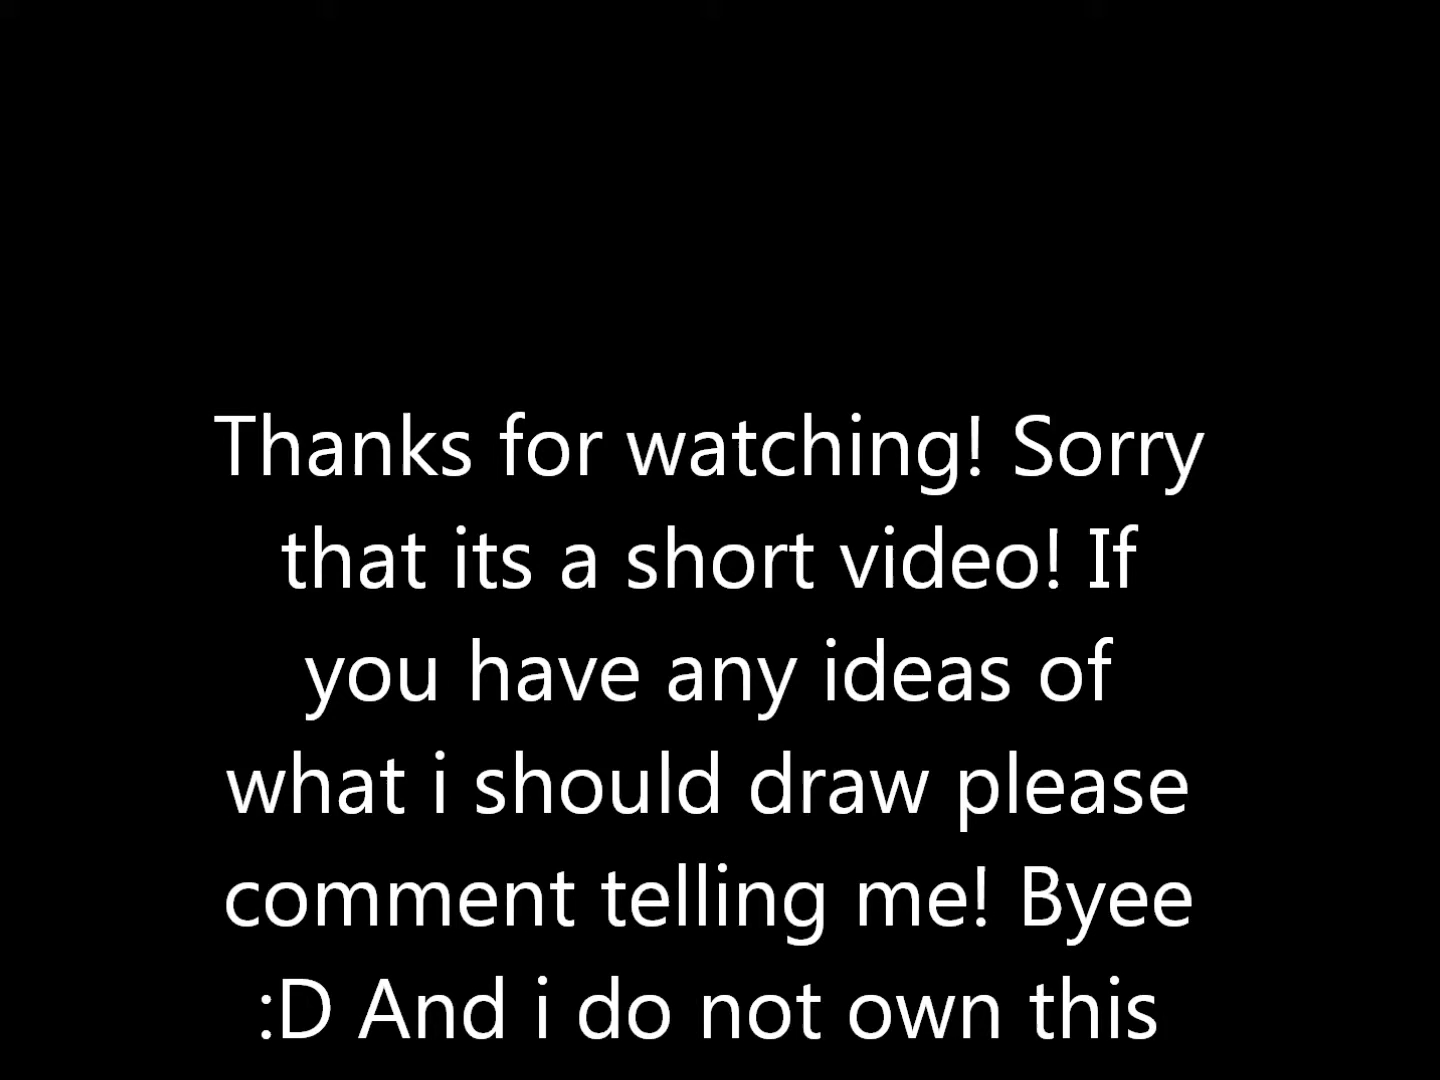 Thanks for watching! Sorry
that its a short video! If
you have any ideas of
what i should draw please
comment telling me! Byee
:D And i do not own this